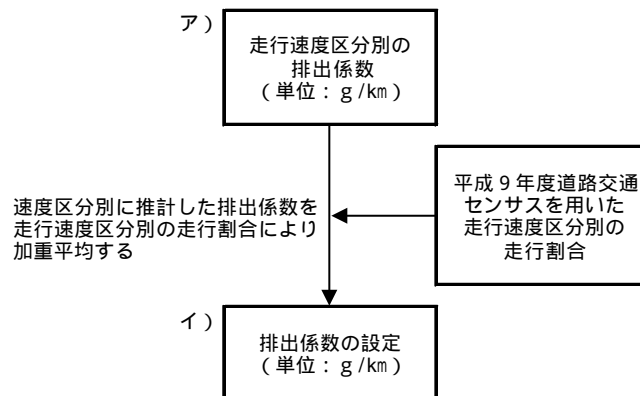 ア）
走行速度区分別の
排出係数
（単位：ｇ/㎞）
平成９年度道路交通
センサスを用いた
走行速度区分別の
走行割合
速度区分別に推計した排出係数を
走行速度区分別の走行割合により
加重平均する
イ）
排出係数の設定
（単位：ｇ/㎞）